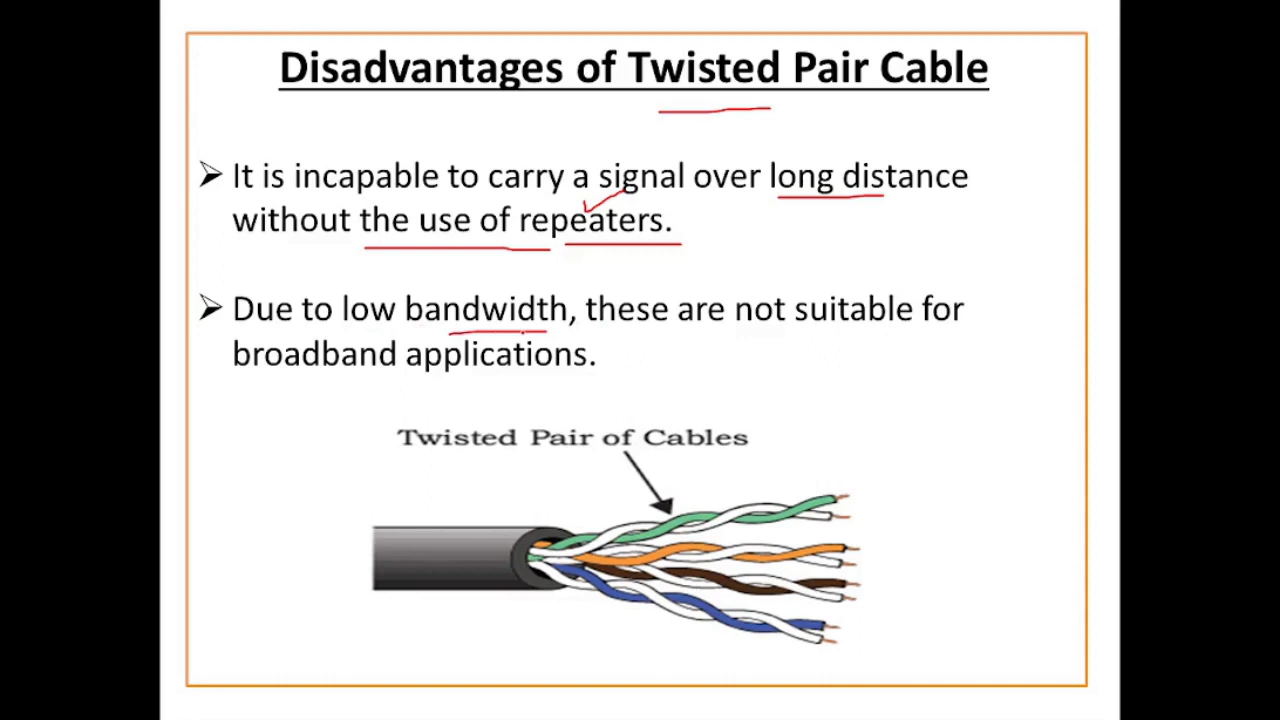 Disadvantages of Twisted Pair Cable
It is incapable to carry a signal over long distance
without the use of repeaters.
Due to low bandwidth, these are not suitable for
broadband applications.
Twisted Pair of Cables